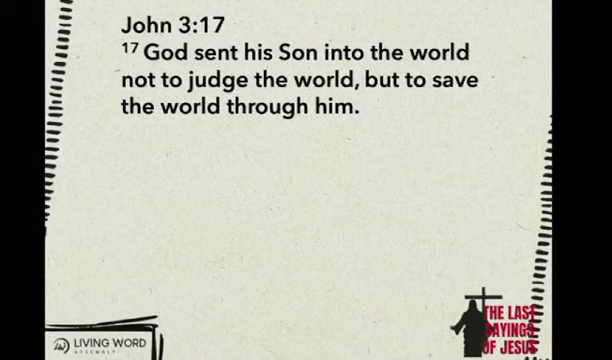 John 3:17
17 God sent his Son into the world
not to judge the world, but to save
the world through him.
LIVING WORD
ASSEMBLY
THE LAST
SAYINGS
OF JESUS